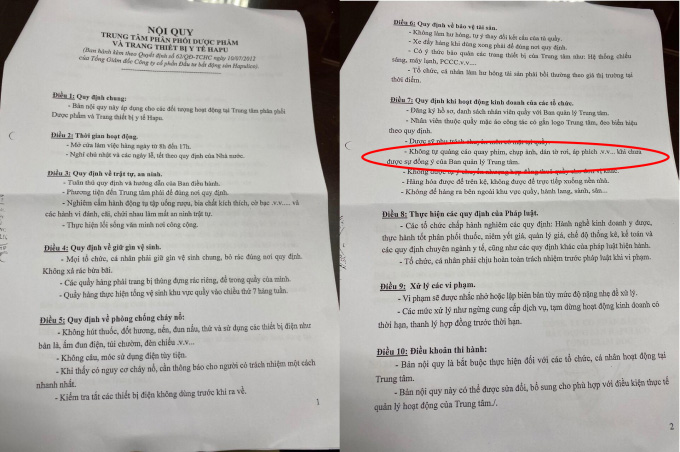 NỘI QUY
TRUNG TÂM PHÂN PHỐI DƯỢC PHẨM
VÀ TRANG THIẾT BỊ Y TẾ HAPU
(Ban hành kèm theo Quyết định số 62/QĐ-TCHC ngày 10/07/2012
của Tổng Giám đốc Công ty cổ phần Đầu tư bất động sản Hapulico).
Điều 1: Quy định chung:
- Bản nội quy này áp dụng cho các đối tượng hoạt động tại Trung tâm phân phối
Dược phẩm và Trang thiết bị y tế Hapu.
Điều 2: Thời gian hoạt động.
- Mở cửa làm việc hàng ngày từ 8h đến 17h.
- Nghỉ chủ nhật và các ngày lễ, tết theo quy định của Nhà nước.
Điều 3: Quy định về trật tự, an ninh.
- Tuân thủ quy định và hướng dẫn của Ban điều hành.
- Phương tiện đến Trung tâm phải để đúng nơi quy định.
- Nghiêm cấm hành động tụ tập uống rượu, bia chất kích thích, cờ bạc .v.v.... và
các hành vi đánh, cãi, chửi nhau làm mất an ninh trật tự.
- Thực hiện lối sống văn minh nơi công cộng.
Điều 4: Quy định về giữ gìn vệ sinh.
- Mọi tổ chức, cá nhân phải giữ gìn vệ sinh chung, bỏ rác đúng nơi quy định.
Không xả rác bừa bãi.
- Các quầy hàng phải trang bị thùng đựng rác riêng, để trong quầy của mình.
- Quầy hàng thực hiện tổng vệ sinh khu vực quầy vào chiều thứ 7 hàng tuần.
Điều 5: Quy định về phòng chống cháy nổ:
- Không hút thuốc, đốt hương, nến, đun nấu, thử và sử dụng các thiết bị điện như
bàn là, ấm đun điện, túi chườm, đèn chiếu .v.v...
- Không câu, móc sử dụng điện tùy tiện.
- Khi thấy có nguy cơ cháy nổ, cần thông báo cho người có trách nhiệm một cách
nhanh nhất.
- Kiểm tra tắt các thiết bị điện không dùng trước khi ra về.
1
Điều 6: Quy định về bảo vệ tài sản.
- Không làm hư hỏng, tự ý thay đổi kết cấu của tủ quầy.
- Xe đẩy hàng khi dùng xong phải để đúng nơi quy định.
- Có ý thức bảo quản các trang thiết bị của Trung tâm như: Hệ thống chiếu
sáng, máy lạnh, PCCC.v.v....
- Tổ chức, cá nhân làm hư hỏng tài sản phải bồi thường theo giá thị trường tại
thời điểm.
Điều 7: Quy định khi hoạt động kinh doanh của các tổ chức.
- Đăng ký hồ sơ, danh sách nhân viên quầy với Ban quản lý Trung tâm.
- Nhân viên thuộc quầy mặc áo công tác có gắn logo Trung tâm, đeo biển hiệu
theo quy định.
- Dược sỹ phụ trách
- Không tự quảng cáo quay phim, chụp ảnh, dán tờ rơi, áp phích .v.v... khi chưa
được sự đồng ý của Ban quản lý Trung tâm.
- Không được tự ý chuyển nhượng hợp đồng thuê quầy
- Hàng hóa được để trên kệ, không được để trực tiếp xuống nền nhà.
- Không để hàng ra bên ngoài khu vực quầy, hành lang, sảnh, sân...
Điều 8: Thực hiện các quy định của Pháp luật.
- Các tổ chức chấp hành nghiêm các quy định: Hành nghề kinh doanh y dược,
thực hành tốt phân phối thuốc, niêm yết giá, quản lý giá, chế độ thống kê, kế toán và
các quy định chuyên ngành y tế, cũng như các quy định khác của pháp luật hiện hành.
- Tổ chức, cá nhân phải chịu hoàn toàn trách nhiệm trước pháp luật khi vi phạm.
Điều 9: Xử lý các vi phạm.
- Vi phạm sẽ được nhắc nhở hoặc lập biên bản tùy mức độ nặng nhẹ để xử lý.
- Các mức xử lý như ngừng cung cấp dịch vụ, tạm dừng hoạt động kinh doanh có
thời hạn, thanh lý hợp đồng trước thời hạn.
Điều 10: Điều khoản thi hành:
- Bản nội quy là bắt buộc thực hiện đối với các tổ chức, cá nhân hoạt động tại
Trung tâm.
- Bản nội quy này có thể được sửa đổi, bổ sung cho phù hợp với điều kiện thực tế
quản lý hoạt động của Trung tâm./.
2